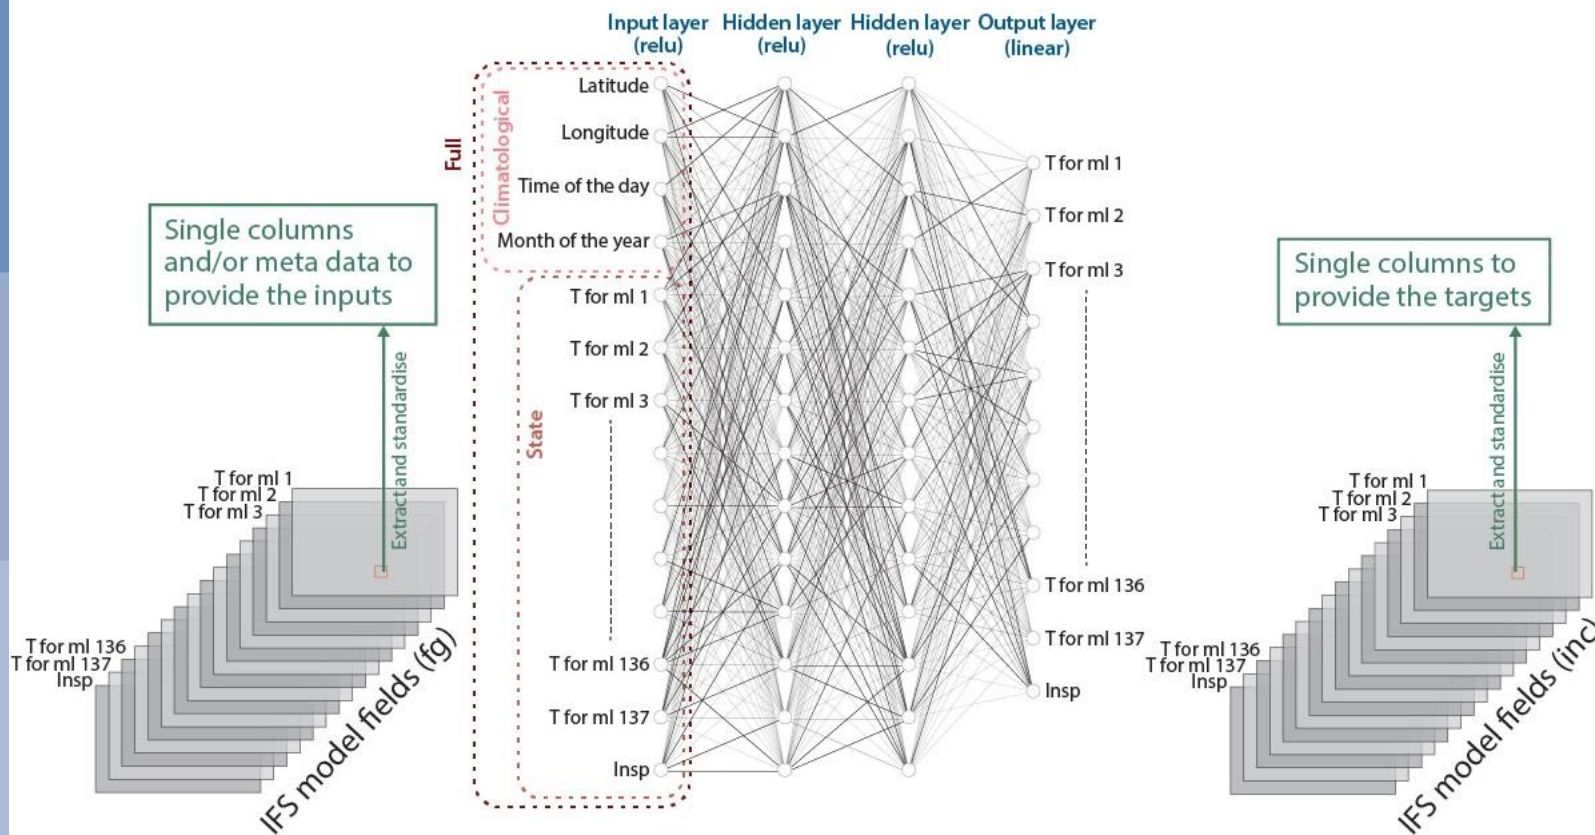 Input layer
(relu)
Hidden layer
(relu)
Hidden layer
(relu)
Output layer
(linear)
Full
Climatological
State
Latitude
Longitude
Time of the day
Month of the year
T for ml 1
T for ml 2
T for ml 3
T for ml 136
T for ml 137
lnsp
T for ml 1
T for ml 2
T for ml 3
T for ml 136
T for ml 137
lnsp
Single columns
and/or meta data to
provide the inputs
Extract and standardise
T for ml 1
T for ml 2
T for ml 3
T for ml 136
T for ml 137
lnsp
IFS model fields (fg)
Single columns to
provide the targets
Extract and standardise
T for ml 1
T for ml 2
T for ml 3
T for ml 136
T for ml 137
lnsp
IFS model fields (inc)